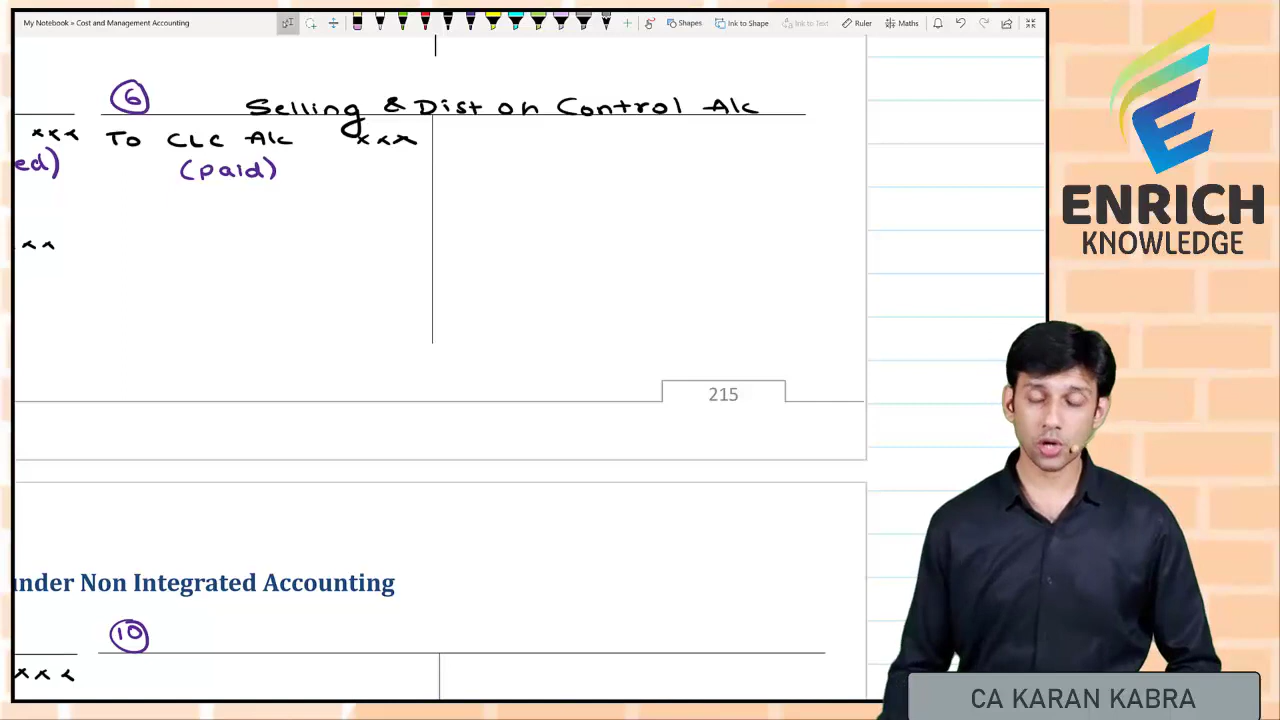 My Notebook » Cost and Management Accounting
Shapes
Ink to Shape
Ink to Text
Ruler
Maths
6
Selling & Dist on Control A/c
xxx
To CLC A/c xxx
ed)
(paid)
xx
215
under Non Integrated Accounting
10
xxx
ENRICH
KNOWLEDGE
CA KARAN KABRA